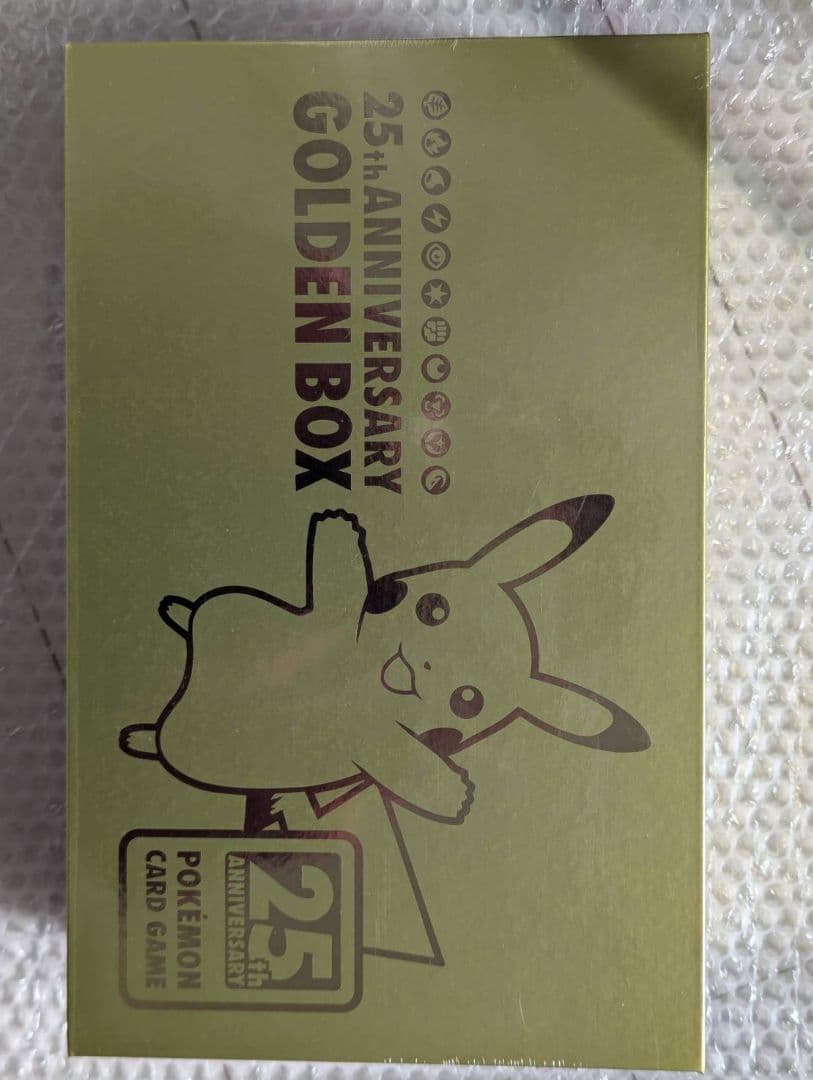 25th ANNIVERSARY
GOLDEN BOX
25th
ANNIVERSARY
POKÉMON
CARD GAME